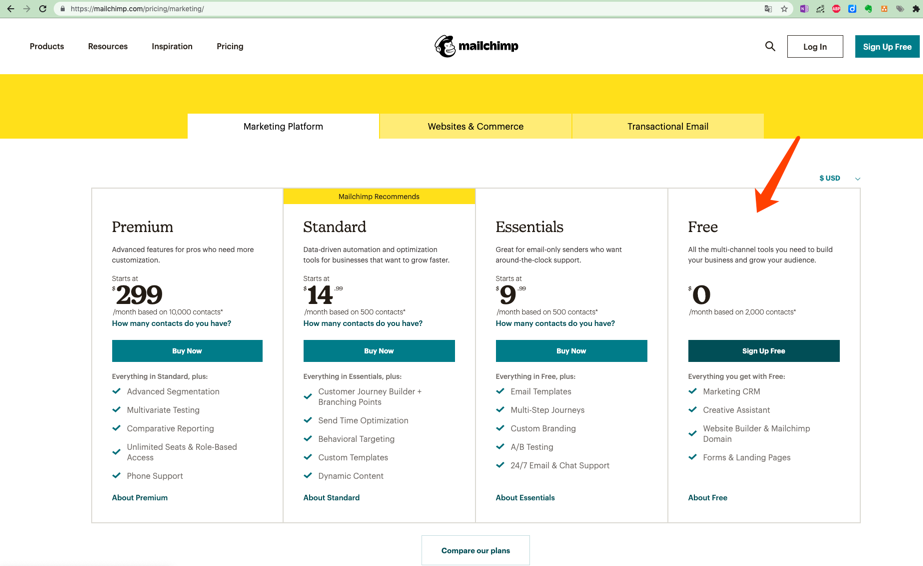 https://mailchimp.com/pricing/marketing/
Products
Resources
Inspiration
Pricing
mailchimp
Log In
Sign Up Free
Marketing Platform
Websites & Commerce
Transactional Email
$ USD
Premium
Advanced features for pros who need more
customization.
Starts at
$299
/month based on 10,000 contacts*
How many contacts do you have?
Buy Now
Everything in Standard, plus:
Advanced Segmentation
Multivariate Testing
Comparative Reporting
Unlimited Seats & Role-Based
Access
Phone Support
About Premium
Mailchimp Recommends
Standard
Data-driven automation and optimization
tools for businesses that want to grow faster.
Starts at
$14.99
/month based on 500 contacts*
How many contacts do you have?
Buy Now
Everything in Essentials, plus:
Customer Journey Builder +
Branching Points
Send Time Optimization
Behavioral Targeting
Custom Templates
Dynamic Content
About Standard
Essentials
Great for email-only senders who want
around-the-clock support.
Starts at
$9.99
/month based on 500 contacts*
How many contacts do you have?
Buy Now
Everything in Free, plus:
Email Templates
Multi-Step Journeys
Custom Branding
A/B Testing
24/7 Email & Chat Support
About Essentials
Free
All the multi-channel tools you need to build
your business and grow your audience.
$0
/month based on 2,000 contacts*
Sign Up Free
Everything you get with Free:
Marketing CRM
Creative Assistant
Website Builder & Mailchimp
Domain
Forms & Landing Pages
About Free
Compare our plans